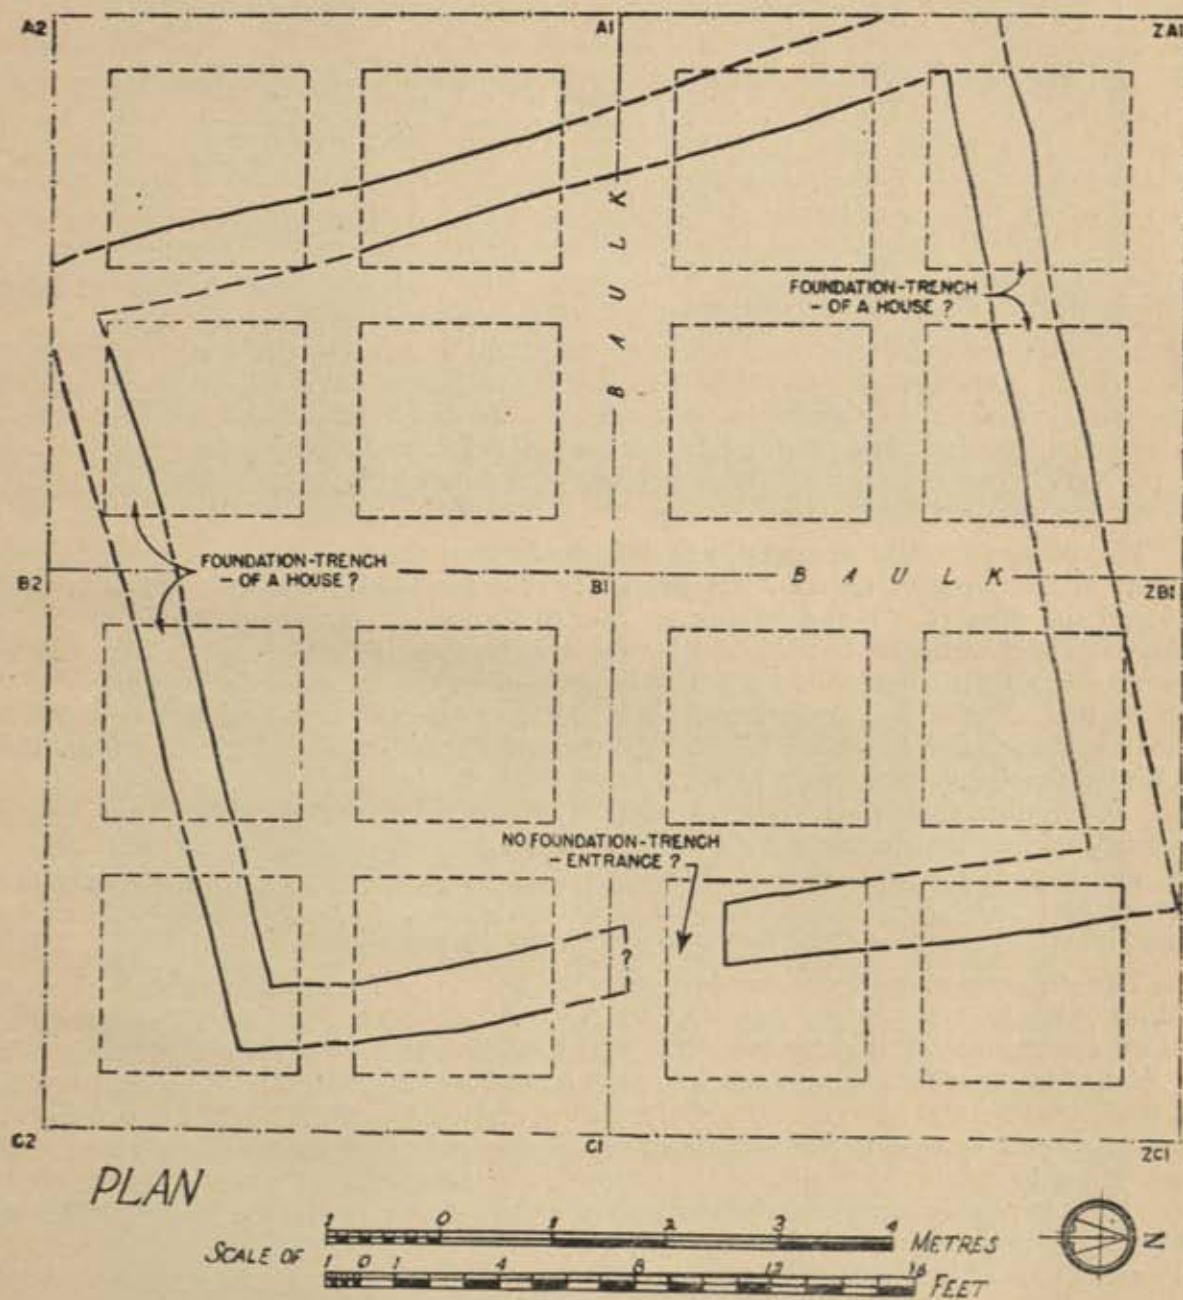 A2
A1
ZA1
BAULK
FOUNDATION-TRENCH
– OF A HOUSE ?
FOUNDATION-TRENCH
– OF A HOUSE ?
B2
B1
BAULK
ZB1
NO FOUNDATION-TRENCH
– ENTRANCE ?
?
C2
C1
ZC1
PLAN
1 0 1 2 3 4 METRES
SCALE OF
1 0 1 4 8 12 16 FEET
N